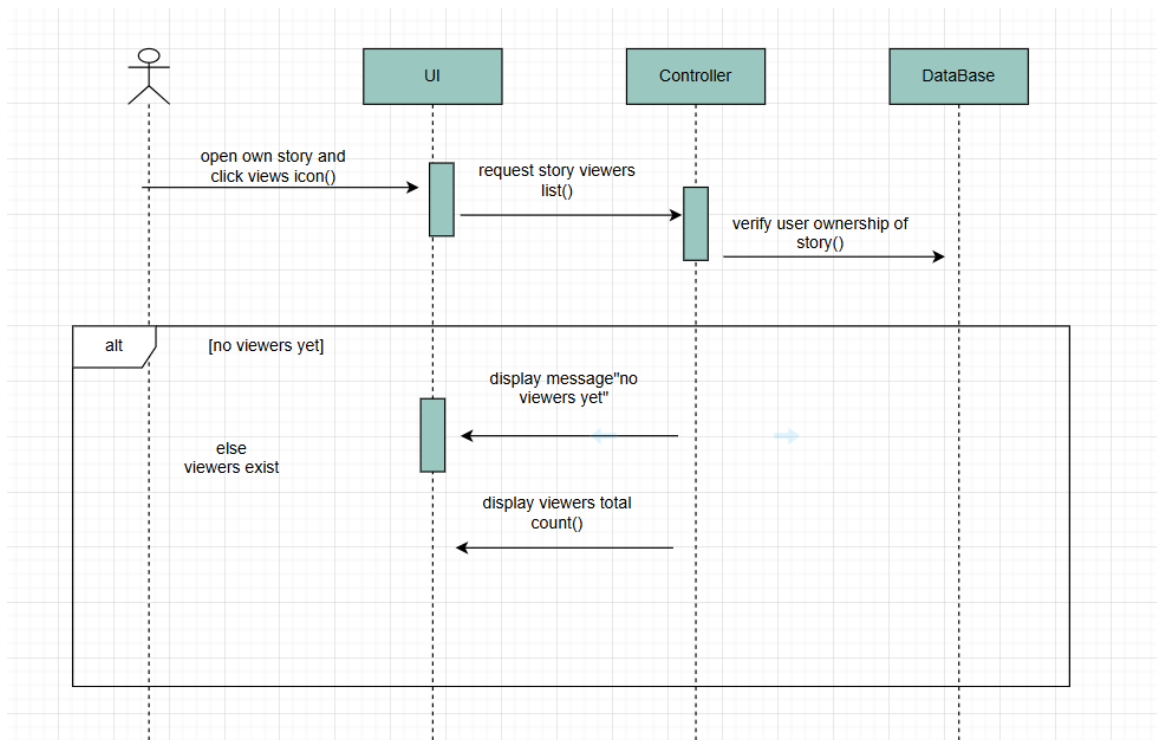 UI
Controller
DataBase
open own story and
click views icon()
request story viewers
list()
verify user ownership of
story()
alt
[no viewers yet]
display message"no
viewers yet"
else
viewers exist
display viewers total
count()